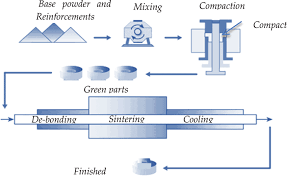 Base powder and
Reinforcements
Mixing
Compaction
Compact
Green parts
De-bonding
Sintering
Cooling
Finished